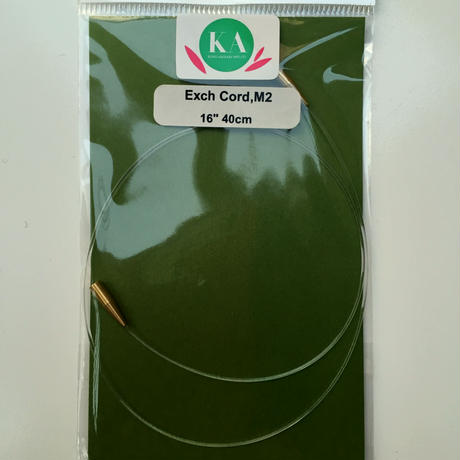 KA
Exch Cord,M2
16" 40cm